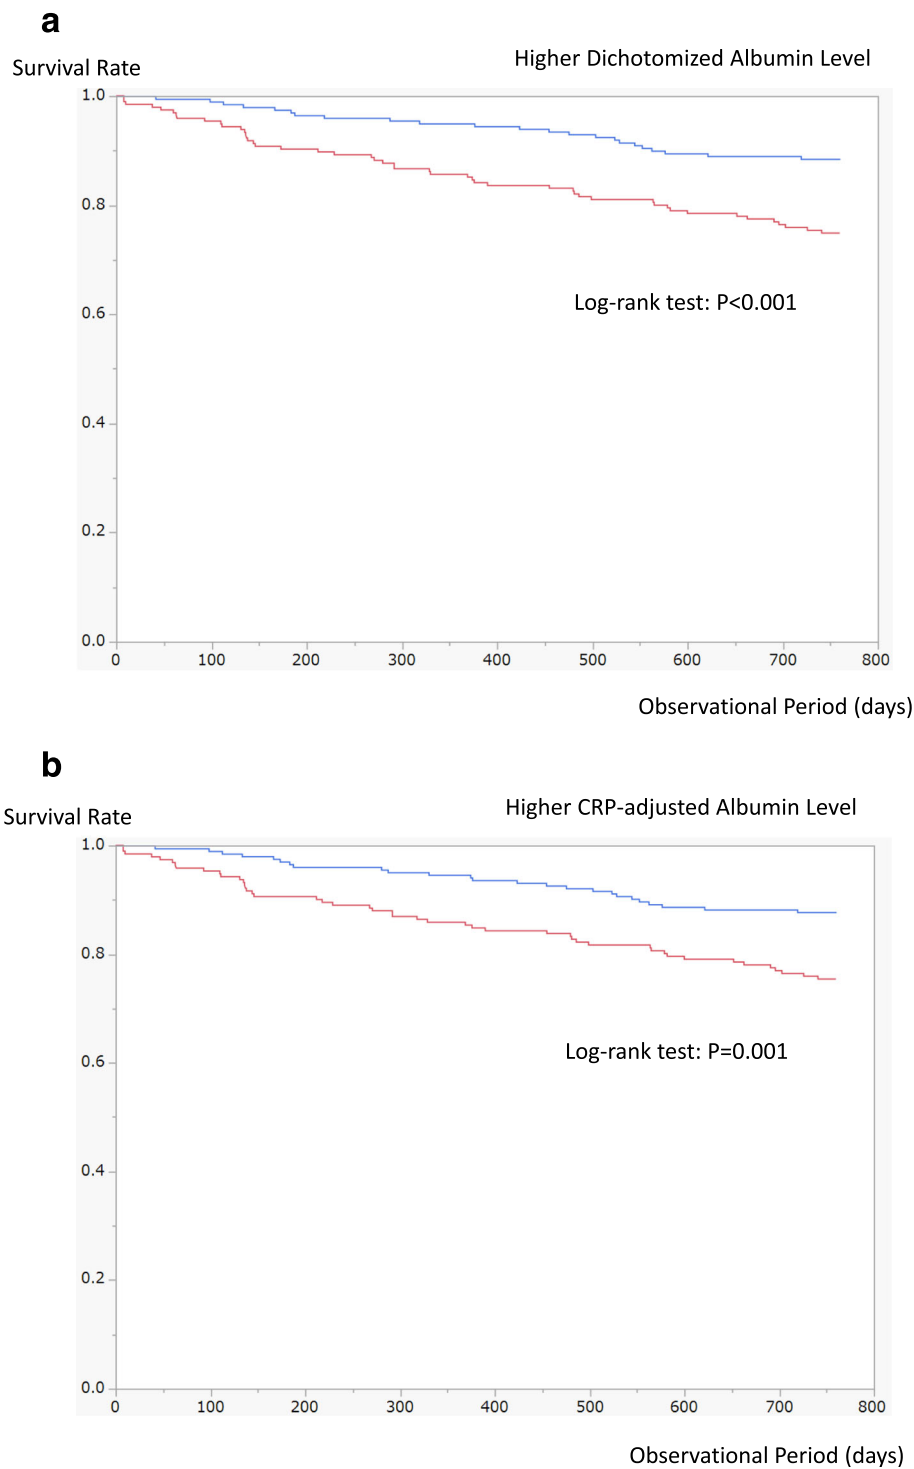 a
Higher Dichotomized Albumin Level
Survival Rate
1.0
0.8
Log-rank test: P<0.001
0.6
0.4
0.2
0.0
0 100 200 300 400 500 600 700 800
Observational Period (days)
b
Higher CRP-adjusted Albumin Level
Survival Rate
1.0
0.8
Log-rank test: P=0.001
0.6
0.4
0.2
0.0
0 100 200 300 400 500 600 700 800
Observational Period (days)